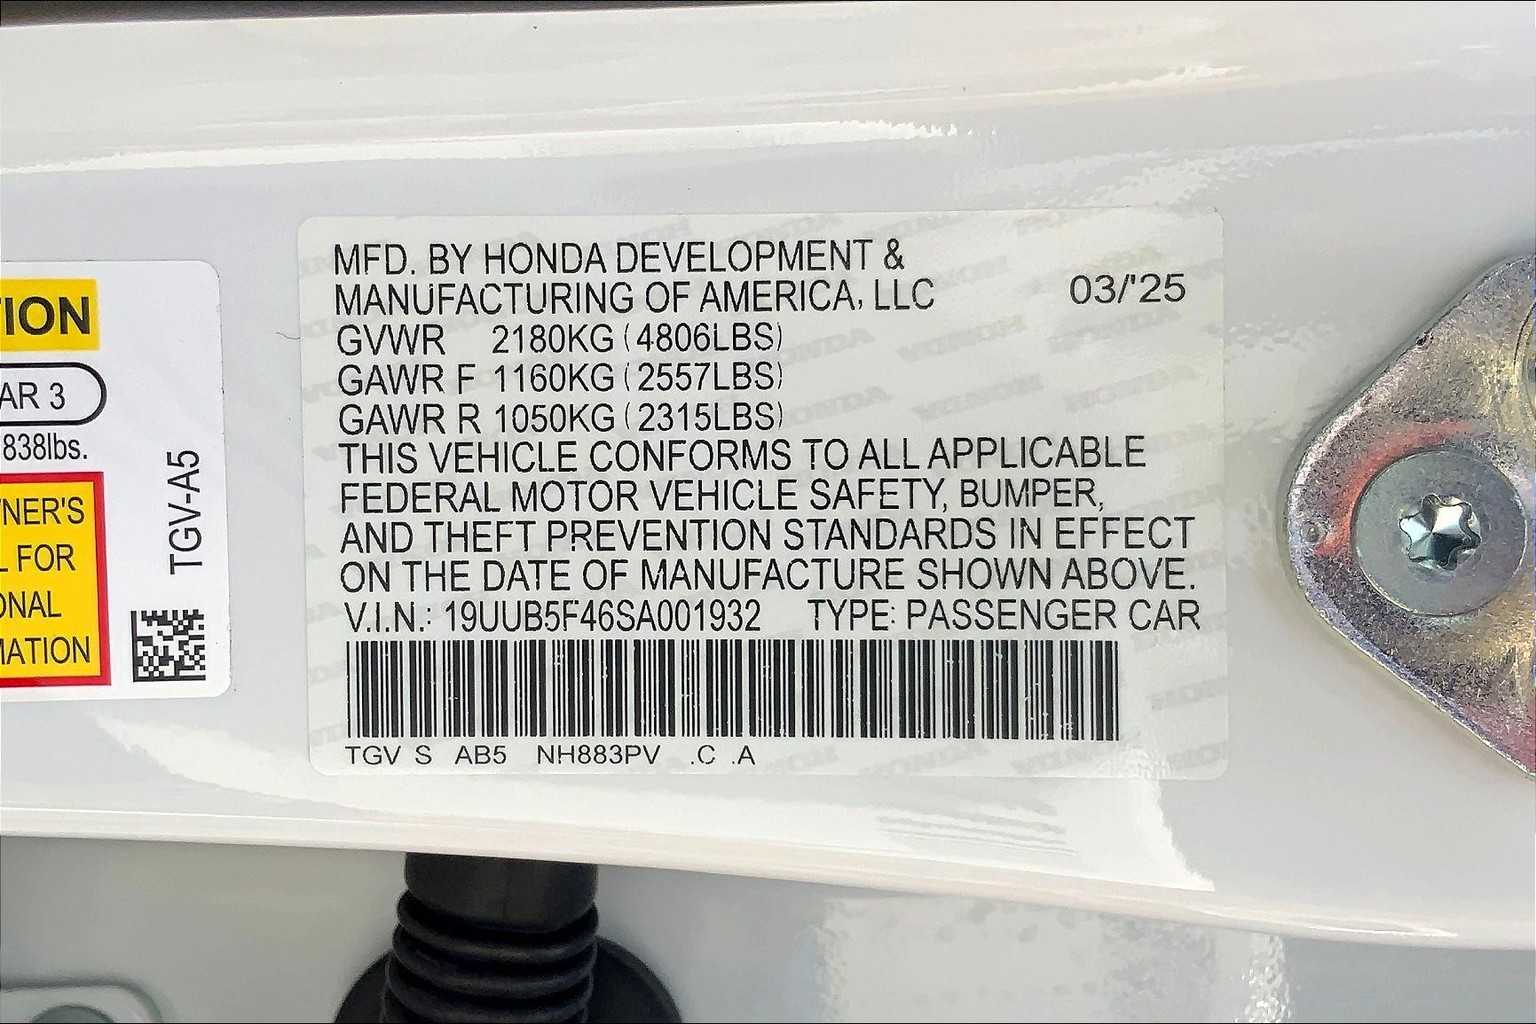 TION
AR 3
838lbs.
NER'S
L FOR
ONAL
MATION
TGV-A5
MFD. BY HONDA DEVELOPMENT &
MANUFACTURING OF AMERICA, LLC 03/'25
GVWR 2180KG (4806LBS)
GAWR F 1160KG (2557LBS)
GAWR R 1050KG (2315LBS)
THIS VEHICLE CONFORMS TO ALL APPLICABLE
FEDERAL MOTOR VEHICLE SAFETY, BUMPER,
AND THEFT PREVENTION STANDARDS IN EFFECT
ON THE DATE OF MANUFACTURE SHOWN ABOVE.
V.I.N.: 19UUB5F46SA001932 TYPE: PASSENGER CAR
TGV S AB5 NH883PV .C .A